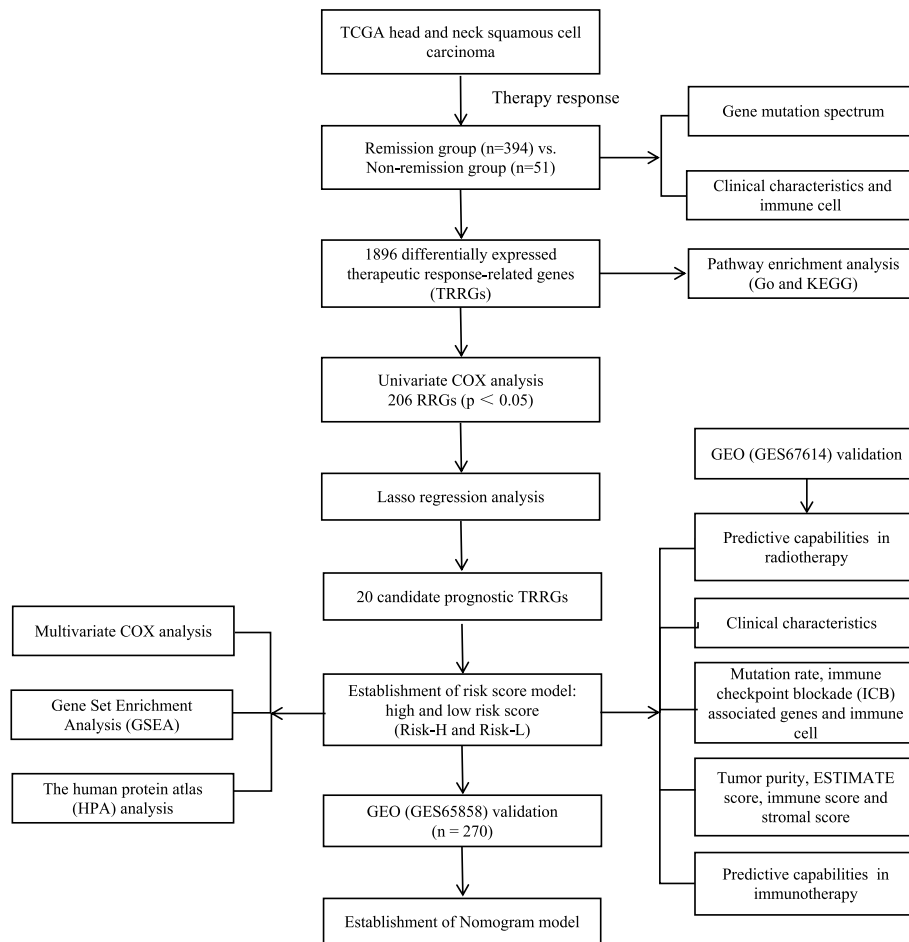 TCGA head and neck squamous cell
carcinoma
Therapy response
Remission group (n=394) vs.
Non-remission group (n=51)
Gene mutation spectrum
Clinical characteristics and
immune cell
1896 differentially expressed
therapeutic response-related genes
(TRRGs)
Pathway enrichment analysis
(Go and KEGG)
Univariate COX analysis
206 RRGs (p < 0.05)
Lasso regression analysis
20 candidate prognostic TRRGs
Establishment of risk score model:
high and low risk score
(Risk-H and Risk-L)
Multivariate COX analysis
Gene Set Enrichment
Analysis (GSEA)
The human protein atlas
(HPA) analysis
GEO (GES67614) validation
Predictive capabilities in
radiotherapy
Clinical characteristics
Mutation rate, immune
checkpoint blockade (ICB)
associated genes and immune
cell
Tumor purity, ESTIMATE
score, immune score and
stromal score
Predictive capabilities in
immunotherapy
GEO (GES65858) validation
(n = 270)
Establishment of Nomogram model